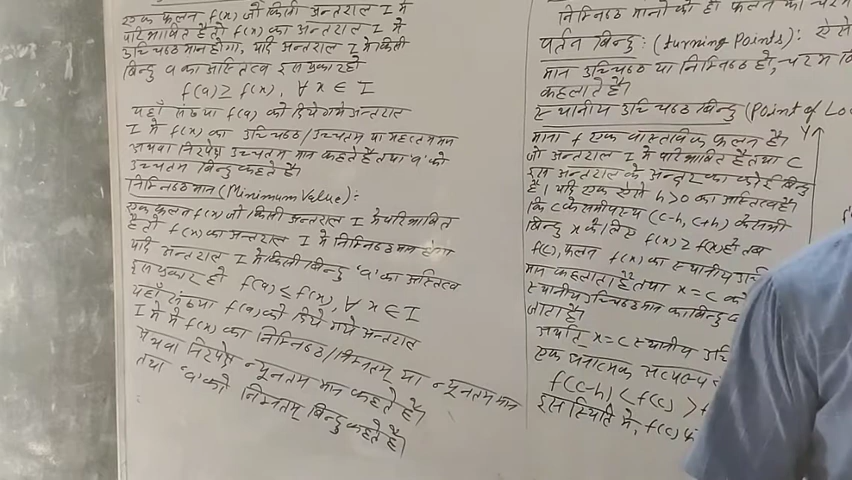 एक फलन f(x) जो किसी अन्तराल I में
परिभाषित है तो f(x) का अन्तराल I में
उच्चिष्ठ मान होगा, यदि अन्तराल I में किसी
बिन्दु a का अस्तित्व इस प्रकार हो
f(a) ≥ f(x), ∀ x ∈ I
यहाँ संख्या f(a) को दिये गये अन्तराल
I में f(x) का उच्चिष्ठ/उच्चतम या महत्तम मान
अथवा निरपेक्ष उच्चतम मान कहते हैं तथा 'a' को
उच्चतम बिन्दु कहते हैं।
निम्निष्ठ मान (Minimum Value):
एक फलन f(x) जो किसी अन्तराल I में परिभाषित
है तो f(x) का अन्तराल I में निम्निष्ठ मान होगा
यदि अन्तराल I में किसी बिन्दु 'a' का अस्तित्व
इस प्रकार हो f(a) ≤ f(x), ∀ x ∈ I
यहाँ संख्या f(a) को दिये गये अन्तराल
I में में f(x) का निम्निष्ठ/निम्नतम् या न्यूनतम मान
अथवा निरपेक्ष न्यूनतम मान कहते हैं।
तथा 'a' को निम्नतम् बिन्दु कहते हैं।
निम्निष्ठ मानों को ही फलन का चरम
वर्तन बिन्दु: (turning Points): ऐसे
मान उच्चिष्ठ या निम्निष्ठ हो, चरम
कहलाते हैं।
स्थानीय उच्चिष्ठ बिन्दु (Point of Lo
माना f एक वास्तविक फलन है। y
जो अन्तराल I में परिभाषित है तथा C
इस अन्तराल के अन्दर का कोई बिन्दु
है। यदि एक ऐसे h>0 का अस्तित्व है।
कि C के समीपस्थ (C-h, C+h) के सभी
बिन्दु x के लिए f(x) ≥ f(x) हो तब
f(C), फलन f(x) का स्थानीय
मान कहलाता है तथा x = C को
स्थानीय उच्चिष्ठ मान का बिन्दु
जाता है।
अर्थात् x = C स्थानीय
एक धनात्मक
f(C-h) < f(C) > f
इस स्थिति में, f(C)